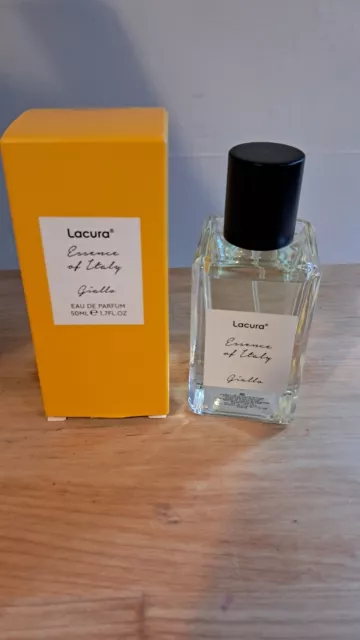 Lacura®
Essence
of Italy
Giallo
EAU DE PARFUM
50ML℮1.7FL.OZ
Lacura®
Essence
of Italy
Giallo